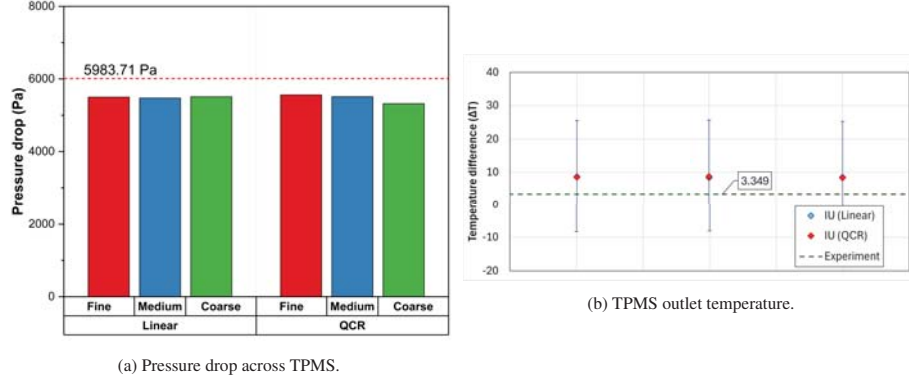 8000
6000
4000
2000
0
Pressure drop (Pa)
5983.71 Pa
Fine Medium Coarse Fine Medium Coarse
Linear QCR
(a) Pressure drop across TPMS.
40
30
20
10
0
-10
-20
Temperature difference (ΔT)
3.349
IU (Linear)
IU (QCR)
Experiment
(b) TPMS outlet temperature.